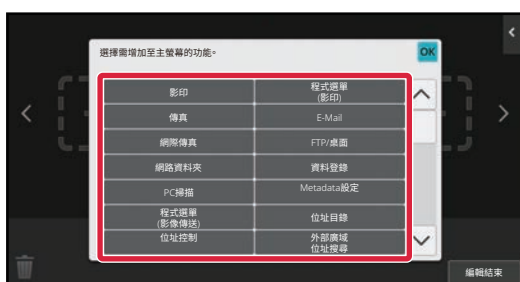 選擇需增加至主螢幕的功能。
OK
影印
程式選單
(影印)
傳真
E-Mail
網際傳真
FTP/桌面
網路資料夾
資料登錄
PC掃描
Metadata設定
程式選單
(影像傳送)
位址目錄
位址控制
外部廣域
位址搜尋
編輯結束